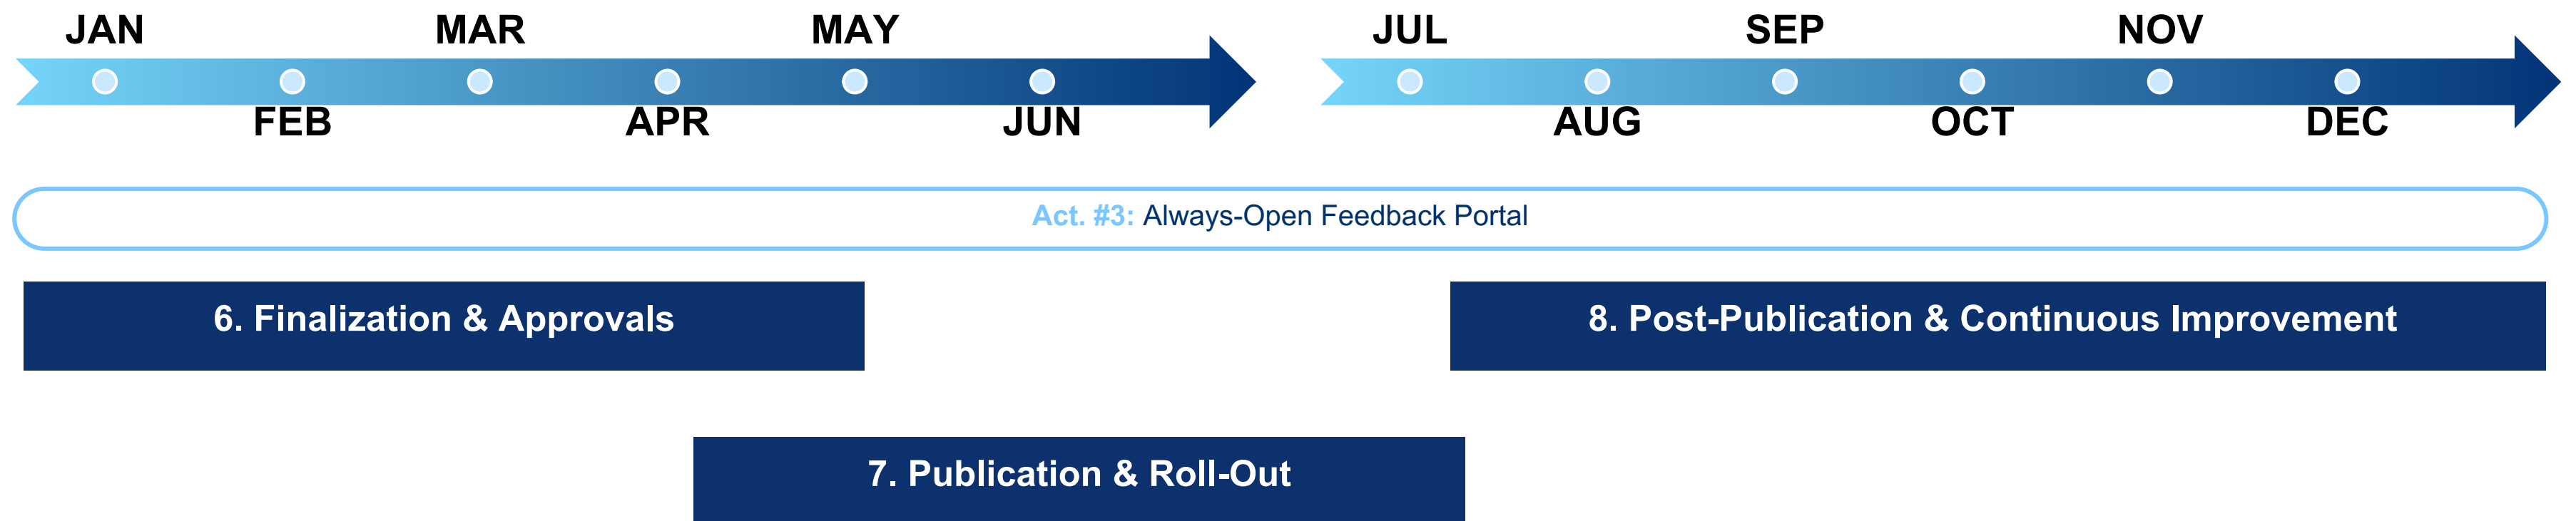 JAN MAR MAY JUL SEP NOV
FEB APR JUN AUG OCT DEC
Act. #3: Always-Open Feedback Portal
6. Finalization & Approvals
8. Post-Publication & Continuous Improvement
7. Publication & Roll-Out